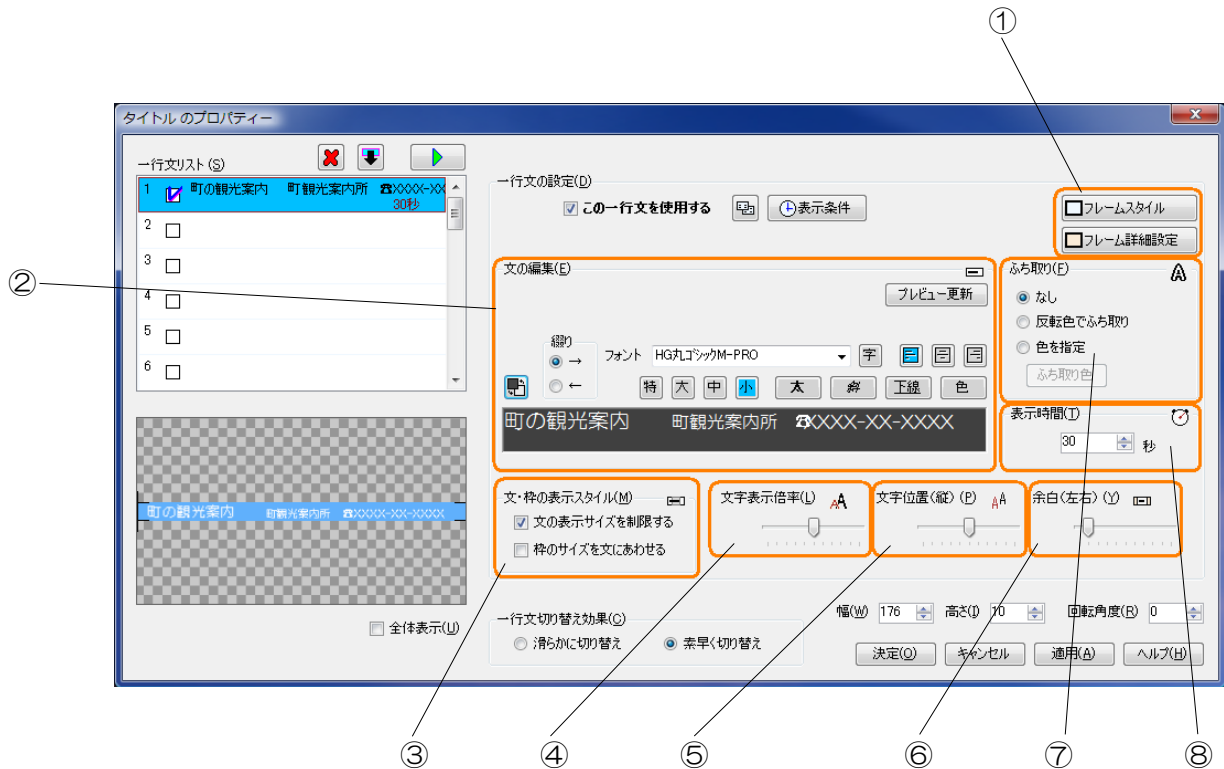 ①
タイトル のプロパティー
一行文リスト(S)
1 町の観光案内 町観光案内所 ☎XXXX-XX
30秒
2
3
4
5
6
一行文の設定(D)
この一行文を使用する
表示条件
フレームスタイル
フレーム詳細設定
②
文の編集(E)
プレビュー更新
綴り
→
←
フォント HG丸ゴシックM-PRO
字
特 大 中 小 太 斜 下線 色
町の観光案内 町観光案内所 ☎XXXX-XX-XXXX
ふち取り(F)
なし
反転色でふち取り
色を指定
ふち取り色
表示時間(T)
30 秒
町の観光案内 町観光案内所 ☎XXXX-XX-XXXX
全体表示(U)
文・枠の表示スタイル(M)
文の表示サイズを制限する
枠のサイズを文にあわせる
文字表示倍率(L) AA
文字位置(縦) (P) AA
余白(左右) (Y)
一行文切り替え効果(C)
滑らかに切り替え
素早く切り替え
幅(W) 176 高さ(I) 10 回転角度(R) 0
決定(O) キャンセル 適用(A) ヘルプ(H)
③ ④ ⑤ ⑥ ⑦ ⑧